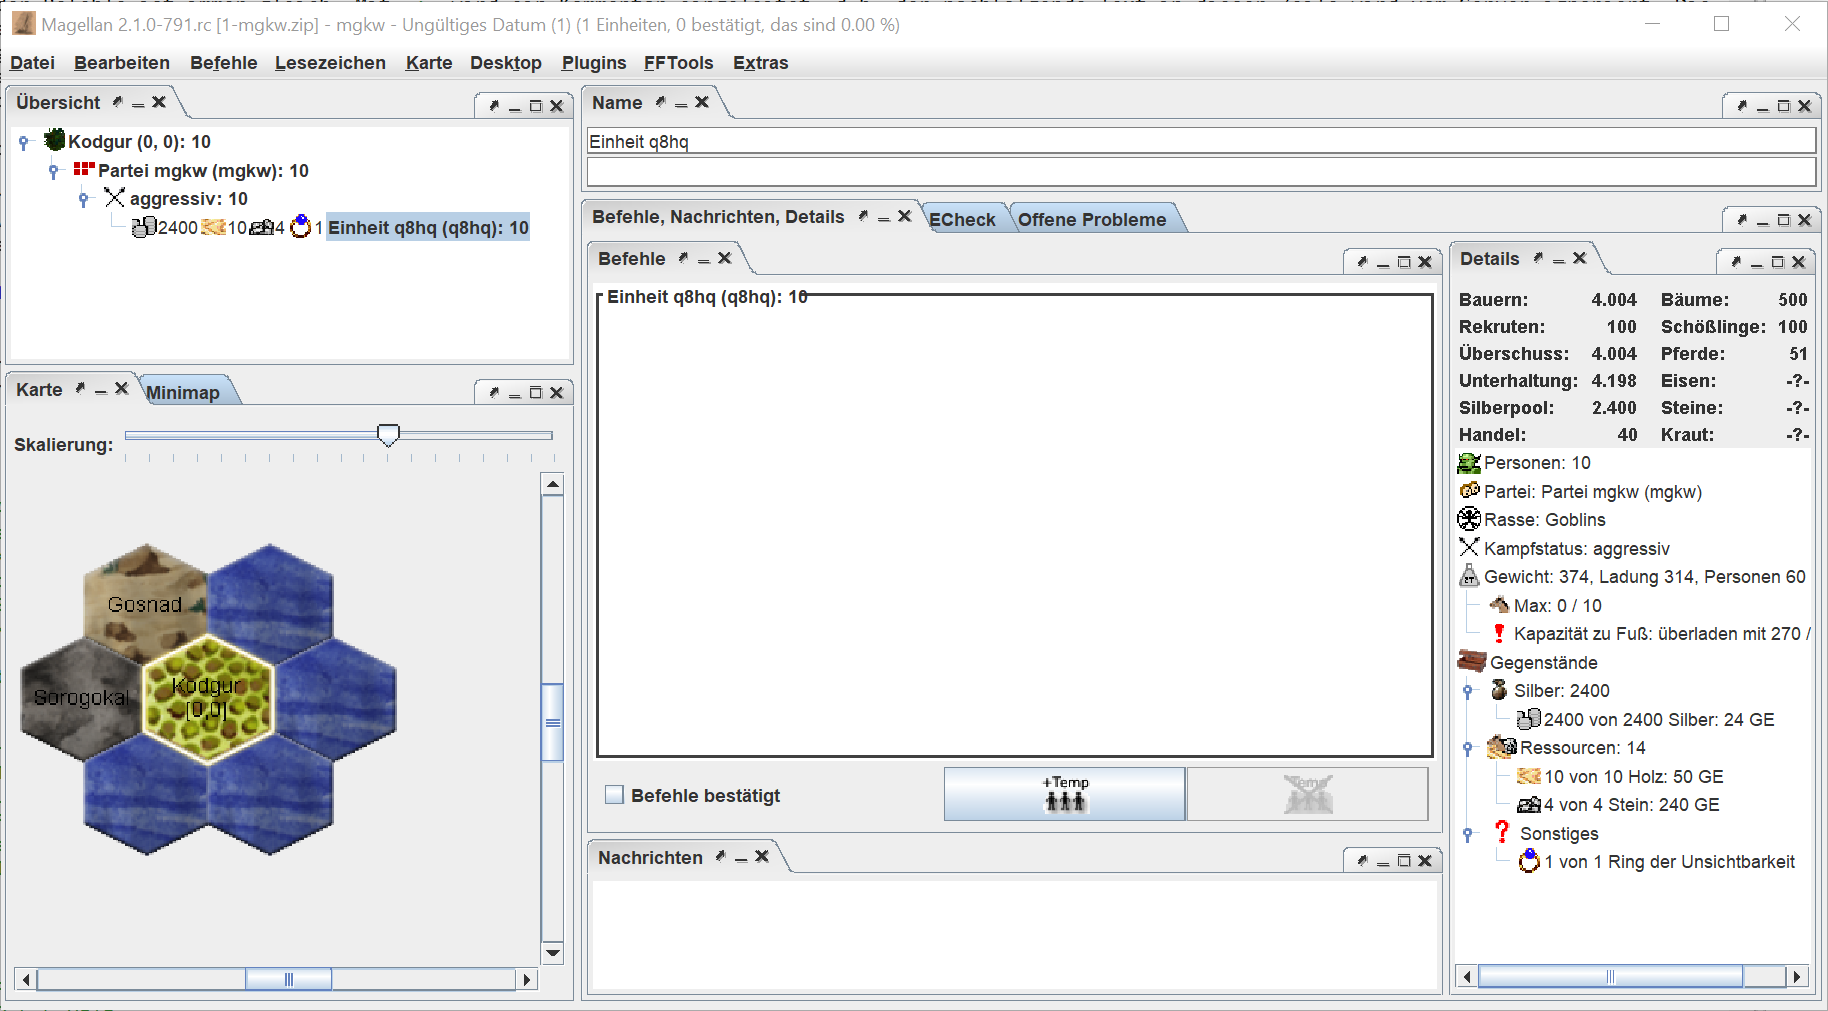 Magellan 2.1.0-791.rc [1-mgkw.zip] - mgkw - Ungültiges Datum (1) (1 Einheiten, 0 bestätigt, das sind 0.00 %)
Datei Bearbeiten Befehle Lesezeichen Karte Desktop Plugins FFTools Extras
Übersicht
Kodgur (0, 0): 10
Partei mgkw (mgkw): 10
aggressiv: 10
2400 10 4 1 Einheit q8hq (q8hq): 10
Karte Minimap
Skalierung:
Gosnad
Sorogokal
Kodgur
[0,0]
Name
Einheit q8hq
Befehle, Nachrichten, Details ECheck Offene Probleme
Befehle
Einheit q8hq (q8hq): 10
Befehle bestätigt
+Temp
Temp
Nachrichten
Details
Bauern: 4.004 Bäume: 500
Rekruten: 100 Schößlinge: 100
Überschuss: 4.004 Pferde: 51
Unterhaltung: 4.198 Eisen: -?-
Silberpool: 2.400 Steine: -?-
Handel: 40 Kraut: -?-
Personen: 10
Partei: Partei mgkw (mgkw)
Rasse: Goblins
Kampfstatus: aggressiv
Gewicht: 374, Ladung 314, Personen 60
Max: 0 / 10
Kapazität zu Fuß: überladen mit 270 /
Gegenstände
Silber: 2400
2400 von 2400 Silber: 24 GE
Ressourcen: 14
10 von 10 Holz: 50 GE
4 von 4 Stein: 240 GE
Sonstiges
1 von 1 Ring der Unsichtbarkeit